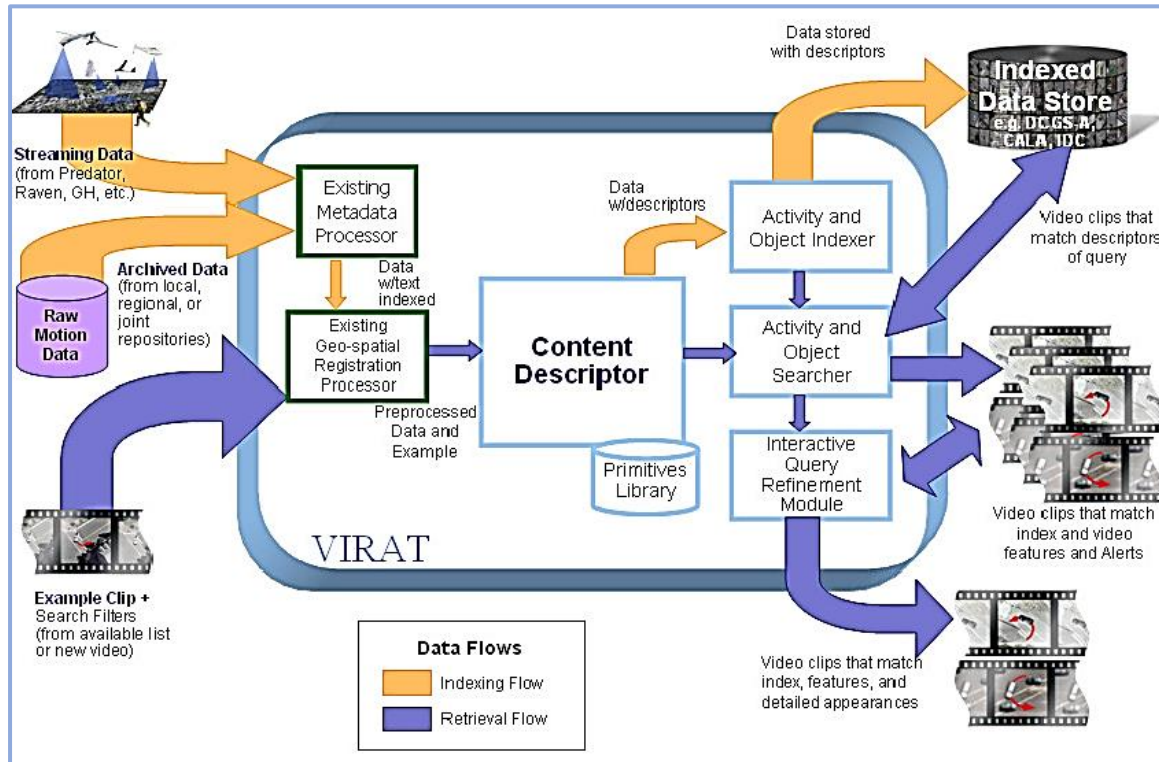 Data stored
with descriptors
Indexed
Data Store
e.g. DCGS-A,
CALA, IDC
Streaming Data
(from Predator,
Raven, GH, etc.)
Existing
Metadata
Processor
Data
w/descriptors
Activity and
Object Indexer
Video clips that
match descriptors
of query
Archived Data
(from local,
regional, or
joint
repositories)
Raw
Motion
Data
Data
w/text
indexed
Existing
Geo-spatial
Registration
Processor
Content
Descriptor
Activity and
Object
Searcher
Preprocessed
Data and
Example
Primitives
Library
Interactive
Query
Refinement
Module
Video clips that match
index and video
features and Alerts
VIRAT
Example Clip +
Search Filters
(from available list
or new video)
Data Flows
Indexing Flow
Retrieval Flow
Video clips that match
index, features, and
detailed appearances